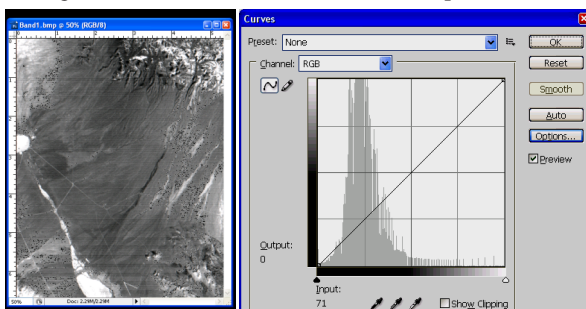 Band1.bmp @ 50% (RGB/8)
50%
Doc: 2.29M/2.29M
Curves
Preset: None
OK
Channel: RGB
Reset
Smooth
Auto
Options...
Preview
Output:
0
Input:
71
Show Clipping